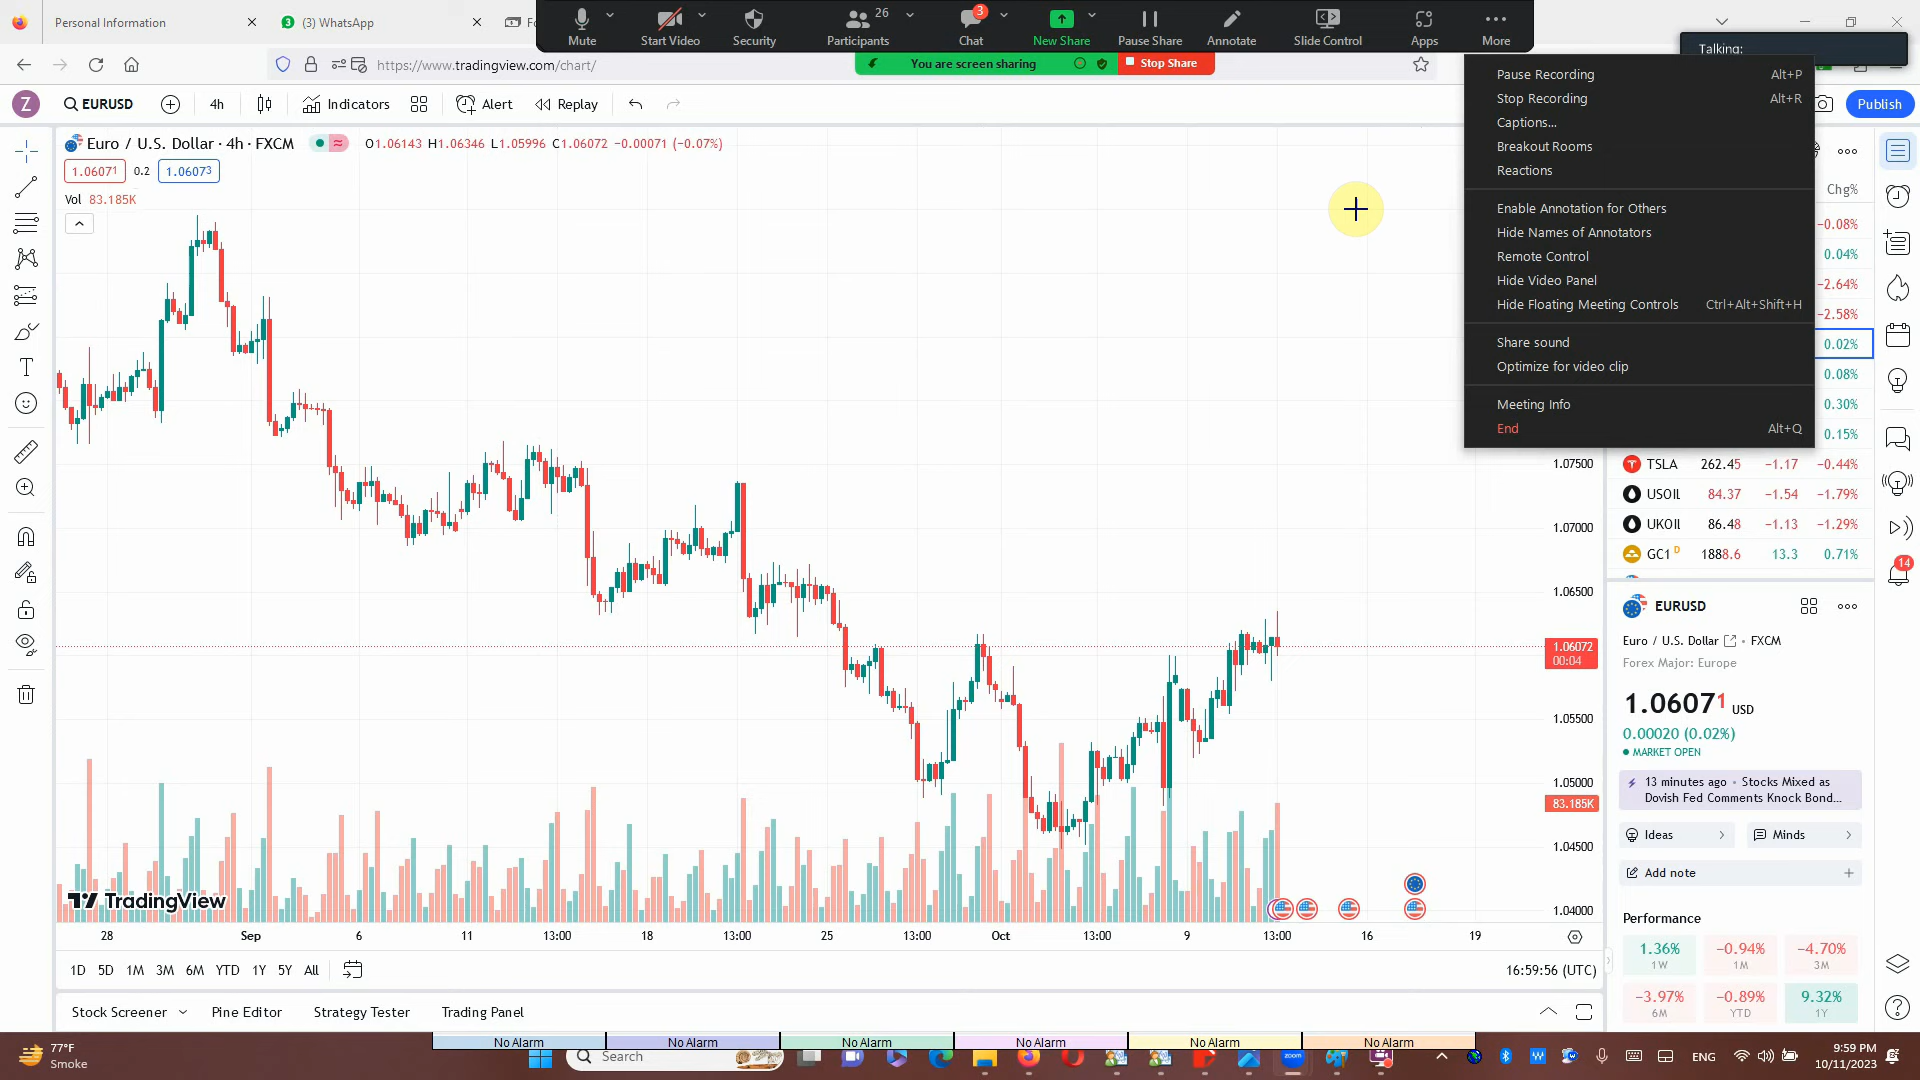 Personal Information
3
(3) WhatsApp
Mute
Start Video
Security
Participants
26
Chat
3
New Share
Pause Share
Annotate
Slide Control
Apps
More
Talking:
https://www.tradingview.com/chart/
You are screen sharing
Stop Share
Z
EURUSD
4h
Indicators
Alert
Replay
Publish
Euro / U.S. Dollar · 4h · FXCM
O1.06143 H1.06346 L1.05996 C1.06072 −0.00071 (−0.07%)
1.06071
0.2
1.06073
Vol 83.185K
Pause Recording Alt+P
Stop Recording Alt+R
Captions...
Breakout Rooms
Reactions
Enable Annotation for Others
Hide Names of Annotators
Remote Control
Hide Video Panel
Hide Floating Meeting Controls Ctrl+Alt+Shift+H
Share sound
Optimize for video clip
Meeting Info
End Alt+Q
Chg%
−0.08%
0.04%
−2.64%
−2.58%
0.02%
0.08%
0.30%
0.15%
TSLA 262.45 −1.17 −0.44%
USOIL 84.37 −1.54 −1.79%
UKOIL 86.48 −1.13 −1.29%
GC1 D 1888.6 13.3 0.71%
1.07500
1.07000
1.06500
1.06072
00:04
1.05500
1.05000
83.185K
1.04500
1.04000
EURUSD
Euro / U.S. Dollar • FXCM
Forex Major: Europe
1.06071 USD
0.00020 (0.02%)
MARKET OPEN
13 minutes ago • Stocks Mixed as
Dovish Fed Comments Knock Bond...
Ideas
Minds
Add note
Performance
1.36%
1W
−0.94%
1M
−4.70%
3M
−3.97%
6M
−0.89%
YTD
9.32%
1Y
14
TradingView
28 Sep 6 11 13:00 18 13:00 25 13:00 Oct 13:00 9 13:00 16 19
1D 5D 1M 3M 6M YTD 1Y 5Y All
16:59:56 (UTC)
Stock Screener
Pine Editor
Strategy Tester
Trading Panel
No Alarm
No Alarm
No Alarm
No Alarm
No Alarm
No Alarm
77°F
Smoke
Search
zoom
ENG
9:59 PM
10/11/2023